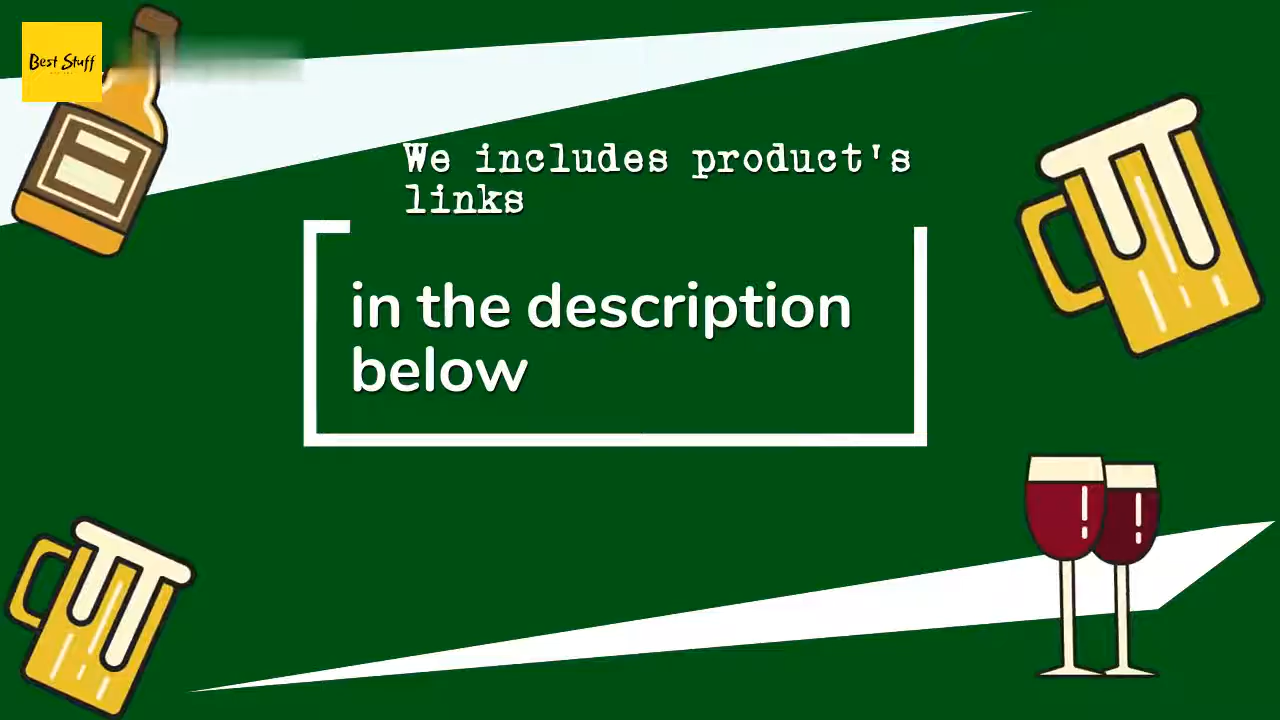 Best Stuff
We includes product's
links
in the description
below